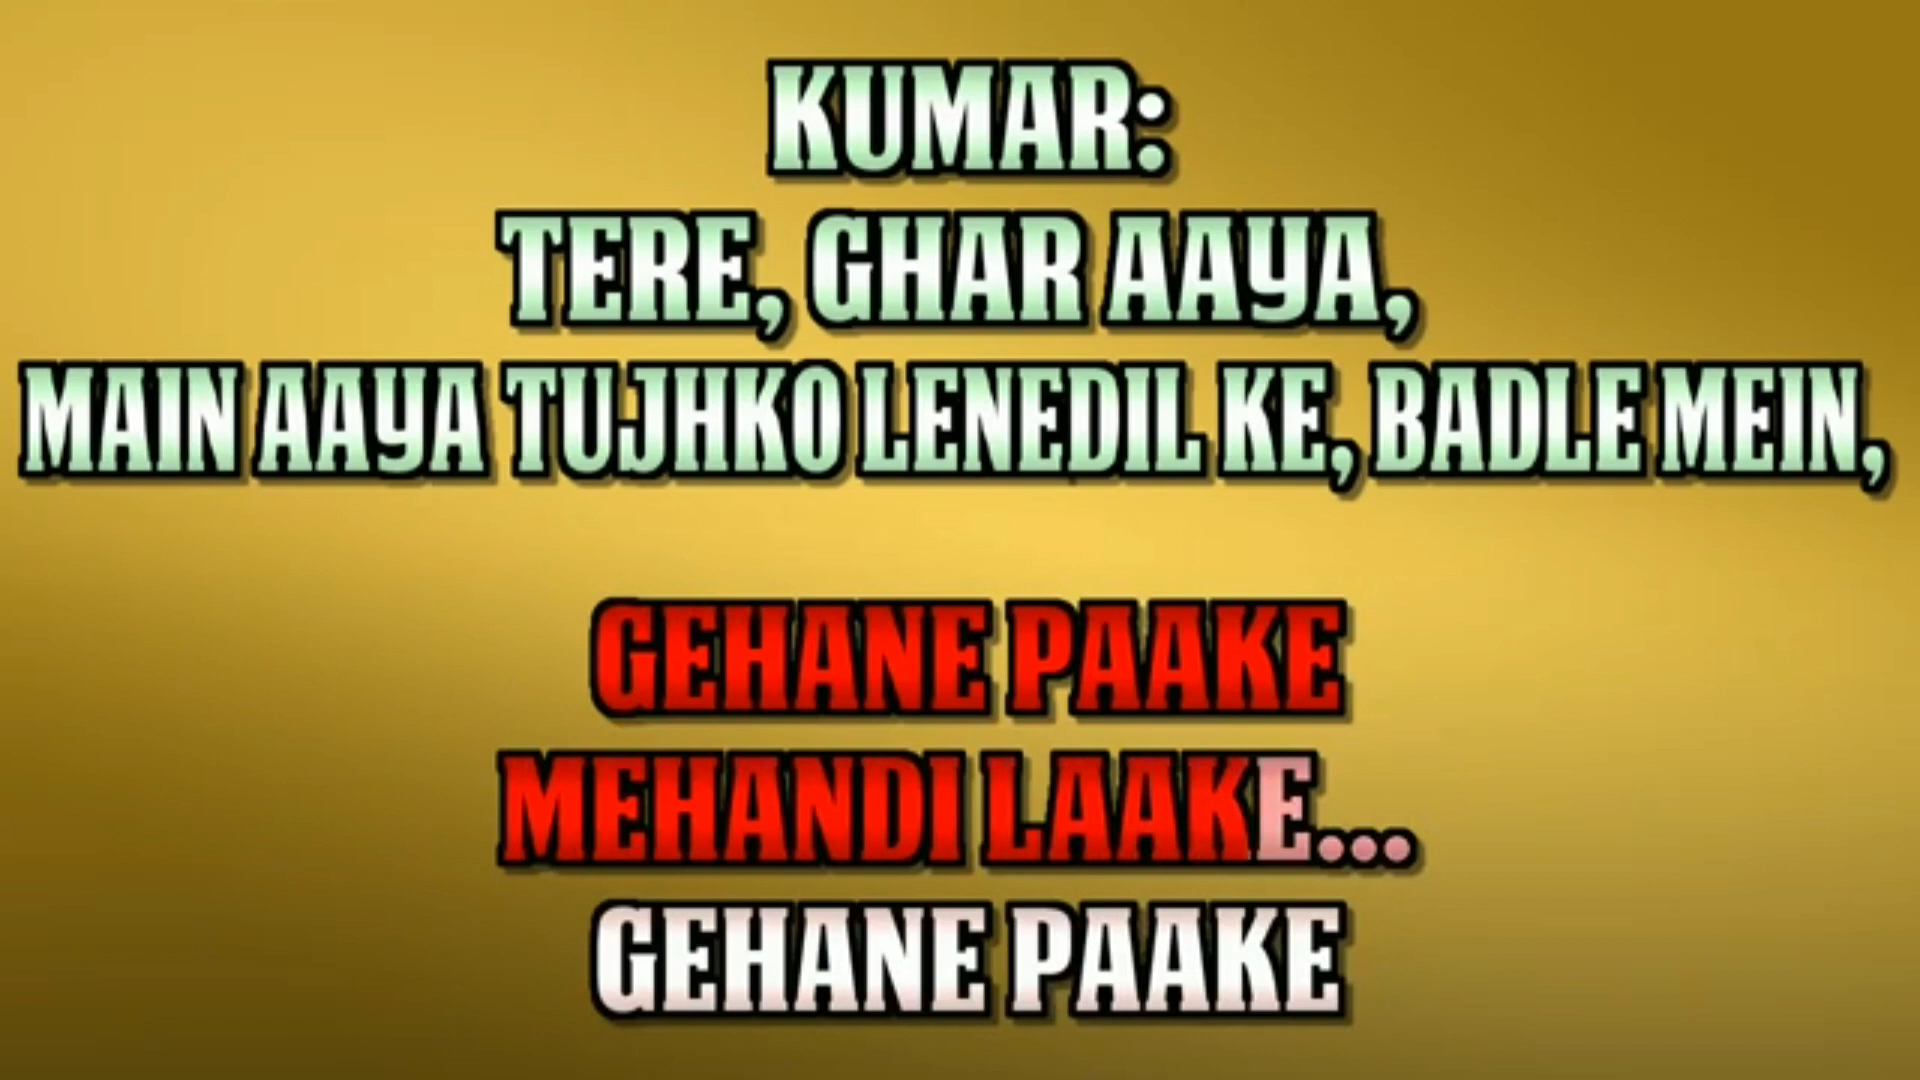 KUMAR:
TERE, GHAR AAYA,
MAIN AAYA TUJHKO LENEDIL KE, BADLE MEIN,
GEHANE PAAKE
MEHANDI LAAKE...
GEHANE PAAKE